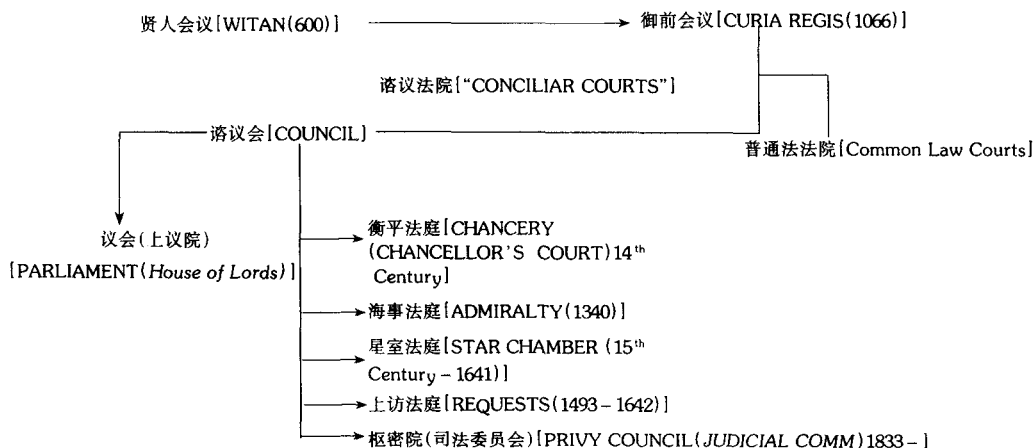 贤人会议[WITAN(600)]
御前会议[CURIA REGIS(1066)]
谘议法院["CONCILIAR COURTS"]
谘议会[COUNCIL]
普通法法院[Common Law Courts]
议会(上议院)
[PARLIAMENT(House of Lords)]
衡平法庭[CHANCERY
(CHANCELLOR'S COURT)14th
Century]
海事法庭[ADMIRALTY(1340)]
星室法庭[STAR CHAMBER (15th
Century-1641)]
上访法庭[REQUESTS(1493-1642)]
枢密院(司法委员会)[PRIVY COUNCIL(JUDICIAL COMM)1833-]